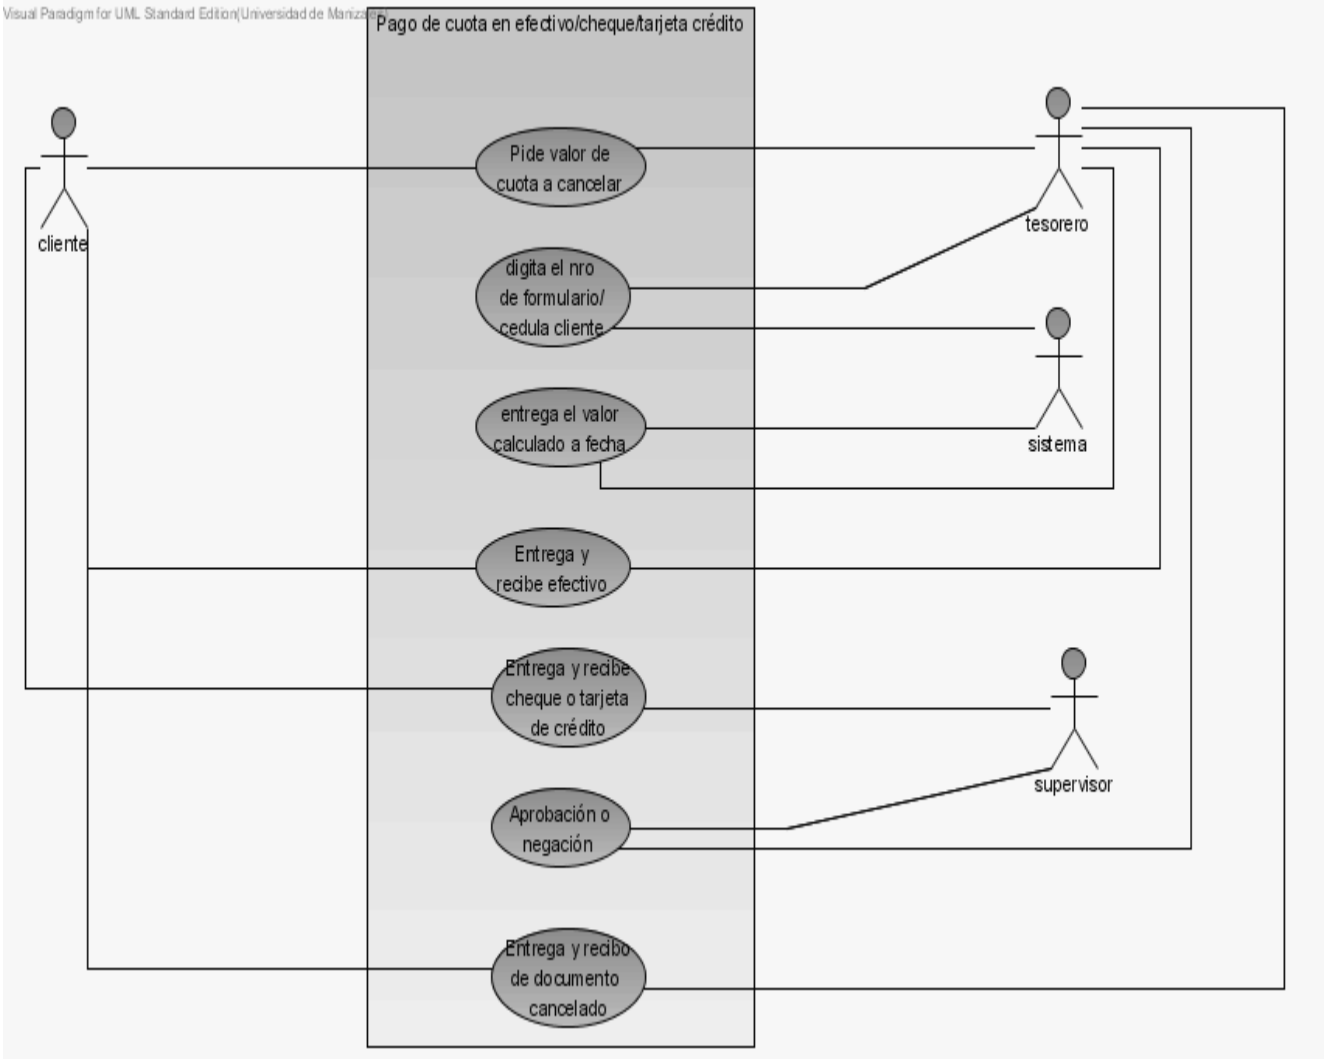 Visual Paradigm for UML Standard Edition(Universidad de Manizales)
Pago de cuota en efectivo/cheque/tarjeta crédito
cliente
Pide valor de
cuota a cancelar
tesorero
digita el nro
de formulario/
cedula cliente
sistema
entrega el valor
calculado a fecha
Entrega y
recibe efectivo
Entrega y recibe
cheque o tarjeta
de crédito
supervisor
Aprobación o
negación
Entrega y recibo
de documento
cancelado